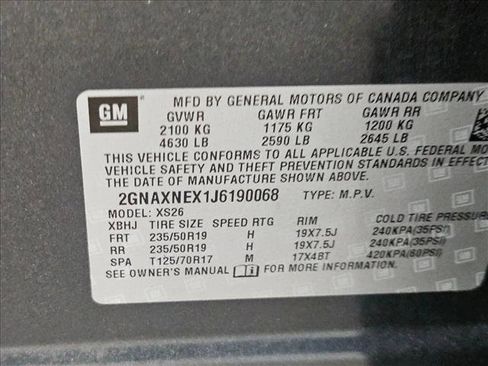 GM
MFD BY GENERAL MOTORS OF CANADA COMPANY
GVWR GAWR FRT GAWR RR
2100 KG 1175 KG 1200 KG
4630 LB 2590 LB 2645 LB
THIS VEHICLE CONFORMS TO ALL APPLICABLE U.S. FEDERAL
VEHICLE SAFETY AND THEFT PREVENTION STANDARDS IN EFFECT
THE DATE OF MANUFACTURE SHOWN ABOVE.
2GNAXNEX1J6190068 TYPE: M.P.V.
MODEL: XS26
XBHJ TIRE SIZE SPEED RTG RIM COLD TIRE PRESSURE
FRT 235/50R19 H 19X7.5J 240KPA(35PSI)
RR 235/50R19 H 19X7.5J 240KPA(35PSI)
SPA T125/70R17 M 17X4BT 420KPA(60PSI)
SEE OWNER'S MANUAL FOR MORE INFORMATION.